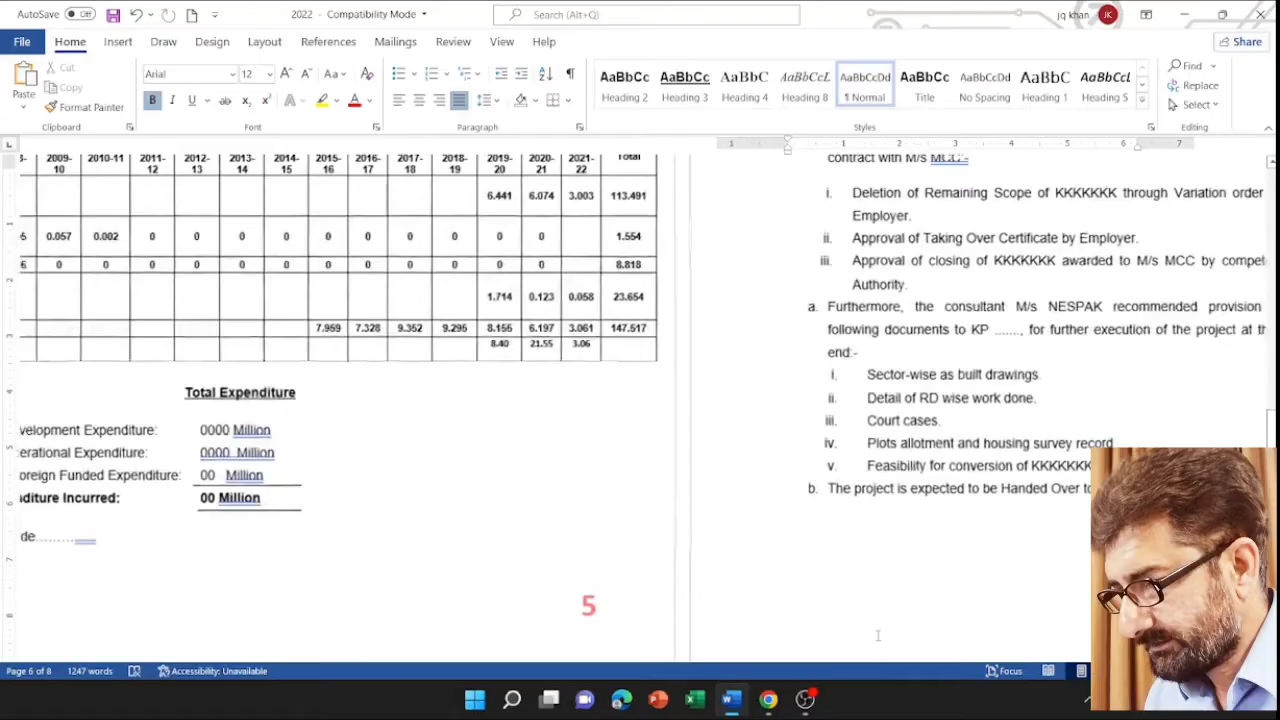 AutoSave Off 2022 - Compatibility Mode Search (Alt+Q) jq khan JK
File Home Insert Draw Design Layout References Mailings Review View Help Share
Paste Cut Copy Format Painter
Arial 12
AaBbCc AaBbCc AaBbC AaBbCcL AaBbCcDd AaBbCc AaBbCcDd AaBbC AaBbCcl
Heading 2 Heading 3 Heading 4 Heading 8 ¶ Normal Title No Spacing Heading 1 Heading 5
Find
Replace
Select
Clipboard Font Paragraph Styles Editing
2009-10 2010-11 2011-12 2012-13 2013-14 2014-15 2015-16 2016-17 2017-18 2018-19 2019-20 2020-21 2021-22 Total
6.441 6.074 3.003 113.491
5 0.057 0.002 0 0 0 0 0 0 0 0 0 0 1.554
6 0 0 0 0 0 0 0 0 0 0 0 0 8.818
1.714 0.123 0.058 23.654
7.959 7.328 9.352 9.295 8.155 6.197 3.061 147.517
8.40 21.55 3.06
Total Expenditure
velopment Expenditure: 0000 Million
erational Expenditure: 0000 Million
oreign Funded Expenditure: 00 Million
diture Incurred: 00 Million
de.........
5
contract with M/s MCC:-
i. Deletion of Remaining Scope of KKKKKKK through Variation order
Employer.
ii. Approval of Taking Over Certificate by Employer.
iii. Approval of closing of KKKKKKK awarded to M/s MCC by compet
Authority.
a. Furthermore, the consultant M/s NESPAK recommended provision
following documents to KP ......., for further execution of the project at th
end:-
i. Sector-wise as built drawings.
ii. Detail of RD wise work done.
iii. Court cases.
iv. Plots allotment and housing survey record
v. Feasibility for conversion of KKKKKKK
b. The project is expected to be Handed Over to
Page 6 of 8 1247 words Accessibility: Unavailable Focus